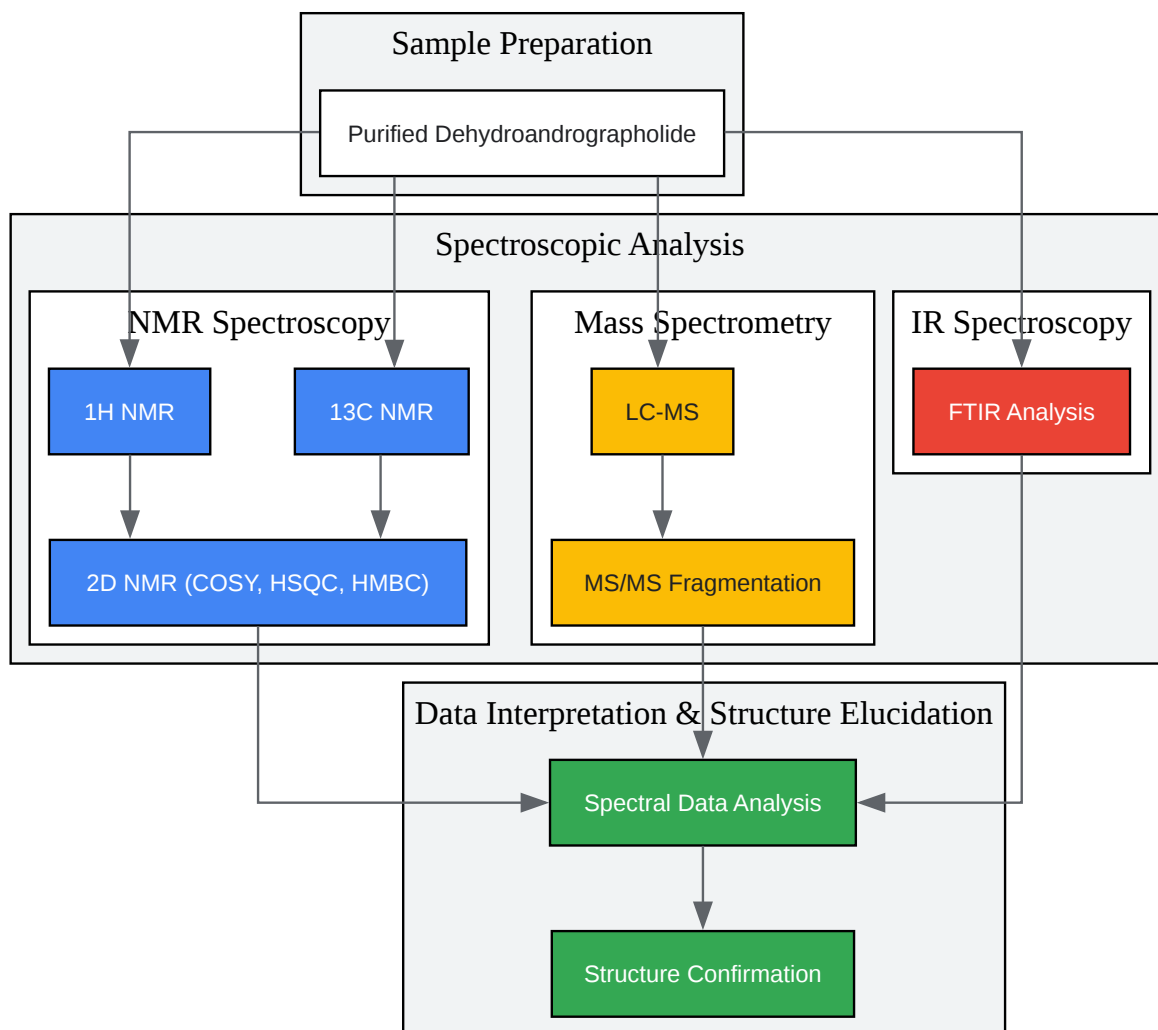 Sample Preparation
Purified Dehydroandrographolide
Spectroscopic Analysis
NMR Spectroscopy
Mass Spectrometry
IR Spectroscopy
1H NMR
13C NMR
LC-MS
FTIR Analysis
2D NMR (COSY, HSQC, HMBC)
MS/MS Fragmentation
Data Interpretation & Structure Elucidation
Spectral Data Analysis
Structure Confirmation